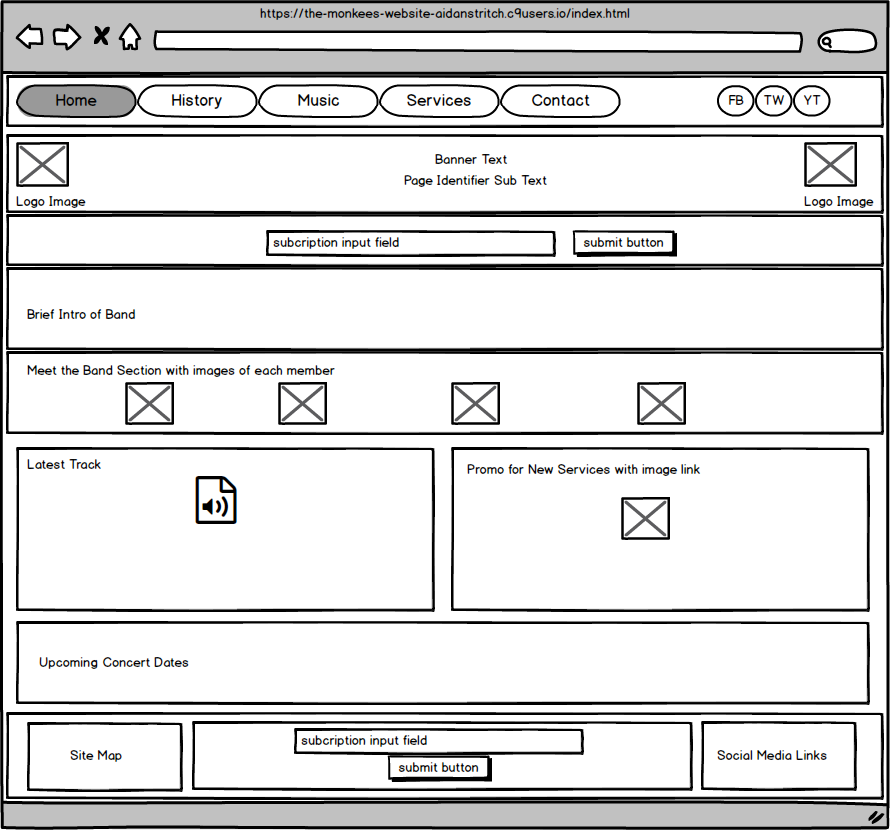 https://the-monkees-website-aidanstritch.c9users.io/index.html
Home History Music Services Contact FB TW YT
Banner Text
Page Identifier Sub Text
Logo Image Logo Image
subcription input field submit button
Brief Intro of Band
Meet the Band Section with images of each member
Latest Track
Promo for New Services with image link
Upcoming Concert Dates
subcription input field
Site Map Social Media Links
submit button